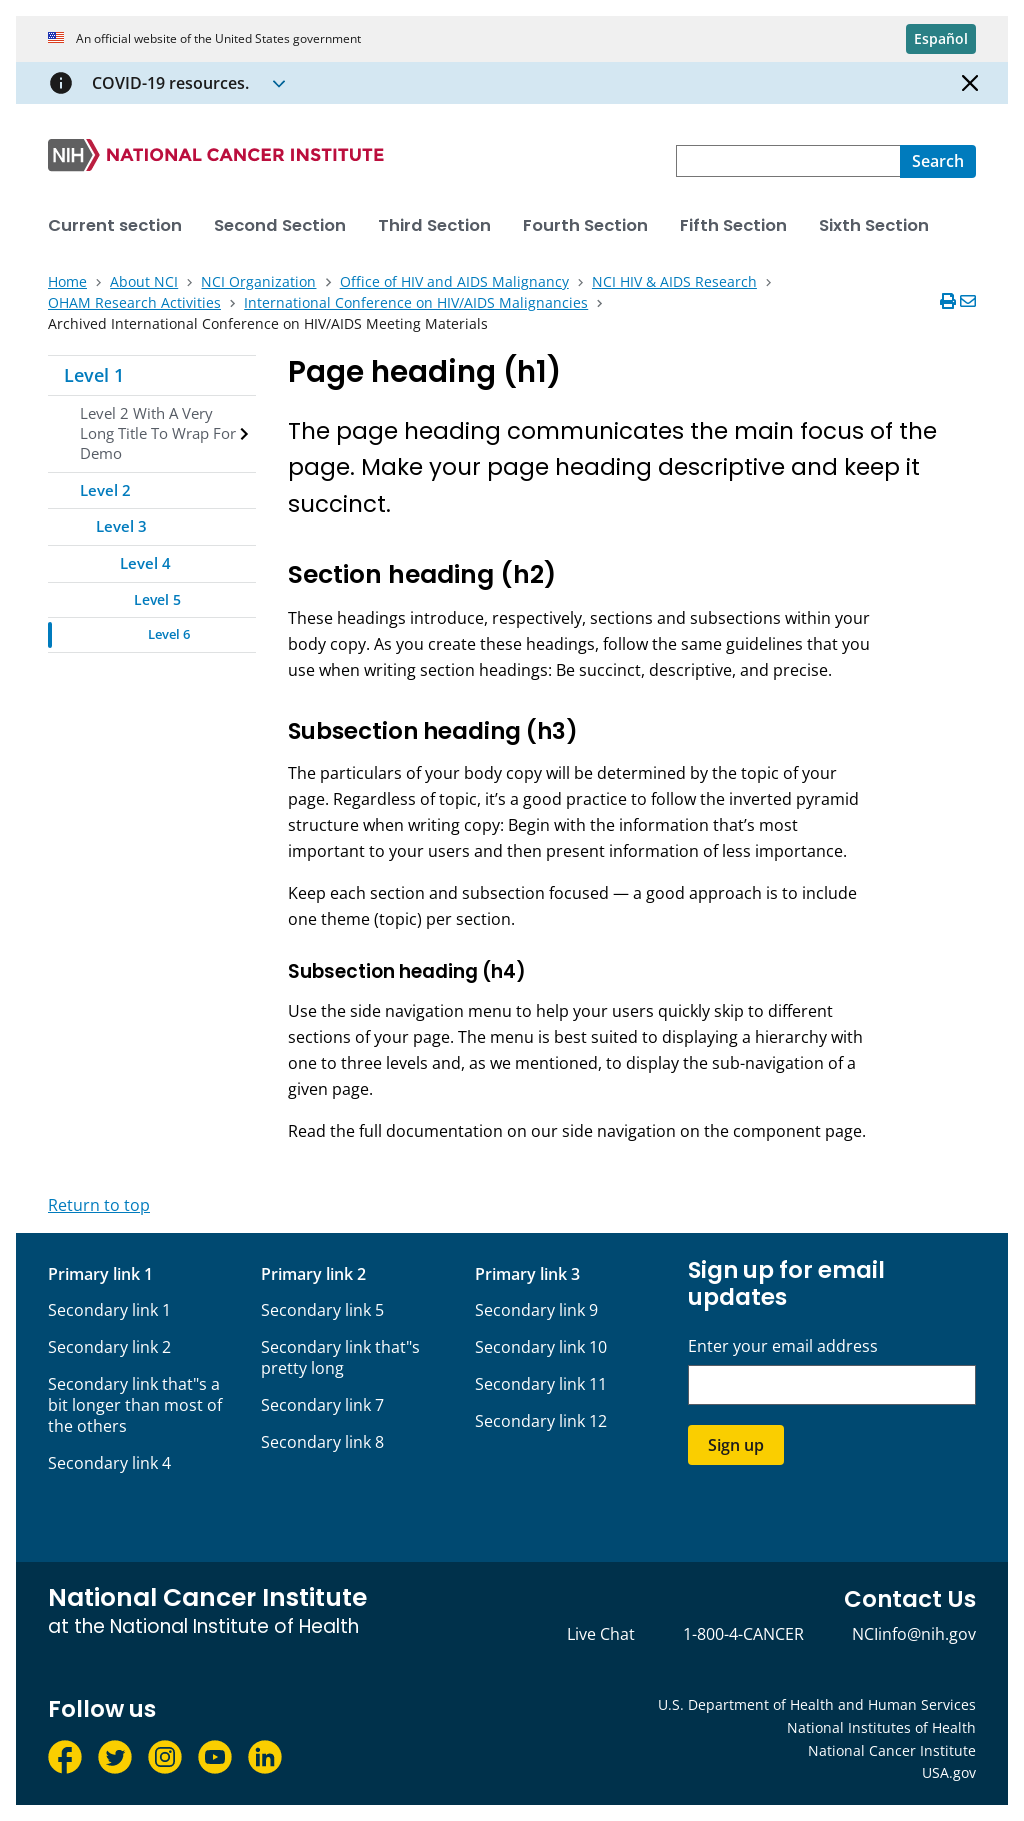 An official website of the United States government
Español
COVID-19 resources.
NIH NATIONAL CANCER INSTITUTE
Search
Current section Second Section Third Section Fourth Section Fifth Section Sixth Section
Home About NCI NCI Organization Office of HIV and AIDS Malignancy NCI HIV & AIDS Research
OHAM Research Activities International Conference on HIV/AIDS Malignancies
Archived International Conference on HIV/AIDS Meeting Materials
Level 1
Level 2 With A Very
Long Title To Wrap For
Demo
Level 2
Level 3
Level 4
Level 5
Level 6
Page heading (h1)
The page heading communicates the main focus of the
page. Make your page heading descriptive and keep it
succinct.
Section heading (h2)
These headings introduce, respectively, sections and subsections within your
body copy. As you create these headings, follow the same guidelines that you
use when writing section headings: Be succinct, descriptive, and precise.
Subsection heading (h3)
The particulars of your body copy will be determined by the topic of your
page. Regardless of topic, it’s a good practice to follow the inverted pyramid
structure when writing copy: Begin with the information that’s most
important to your users and then present information of less importance.
Keep each section and subsection focused — a good approach is to include
one theme (topic) per section.
Subsection heading (h4)
Use the side navigation menu to help your users quickly skip to different
sections of your page. The menu is best suited to displaying a hierarchy with
one to three levels and, as we mentioned, to display the sub-navigation of a
given page.
Read the full documentation on our side navigation on the component page.
Return to top
Primary link 1
Secondary link 1
Secondary link 2
Secondary link that"s a
bit longer than most of
the others
Secondary link 4
Primary link 2
Secondary link 5
Secondary link that"s
pretty long
Secondary link 7
Secondary link 8
Primary link 3
Secondary link 9
Secondary link 10
Secondary link 11
Secondary link 12
Sign up for email
updates
Enter your email address
Sign up
National Cancer Institute
at the National Institute of Health
Contact Us
Live Chat 1-800-4-CANCER NCIinfo@nih.gov
Follow us
U.S. Department of Health and Human Services
National Institutes of Health
National Cancer Institute
USA.gov